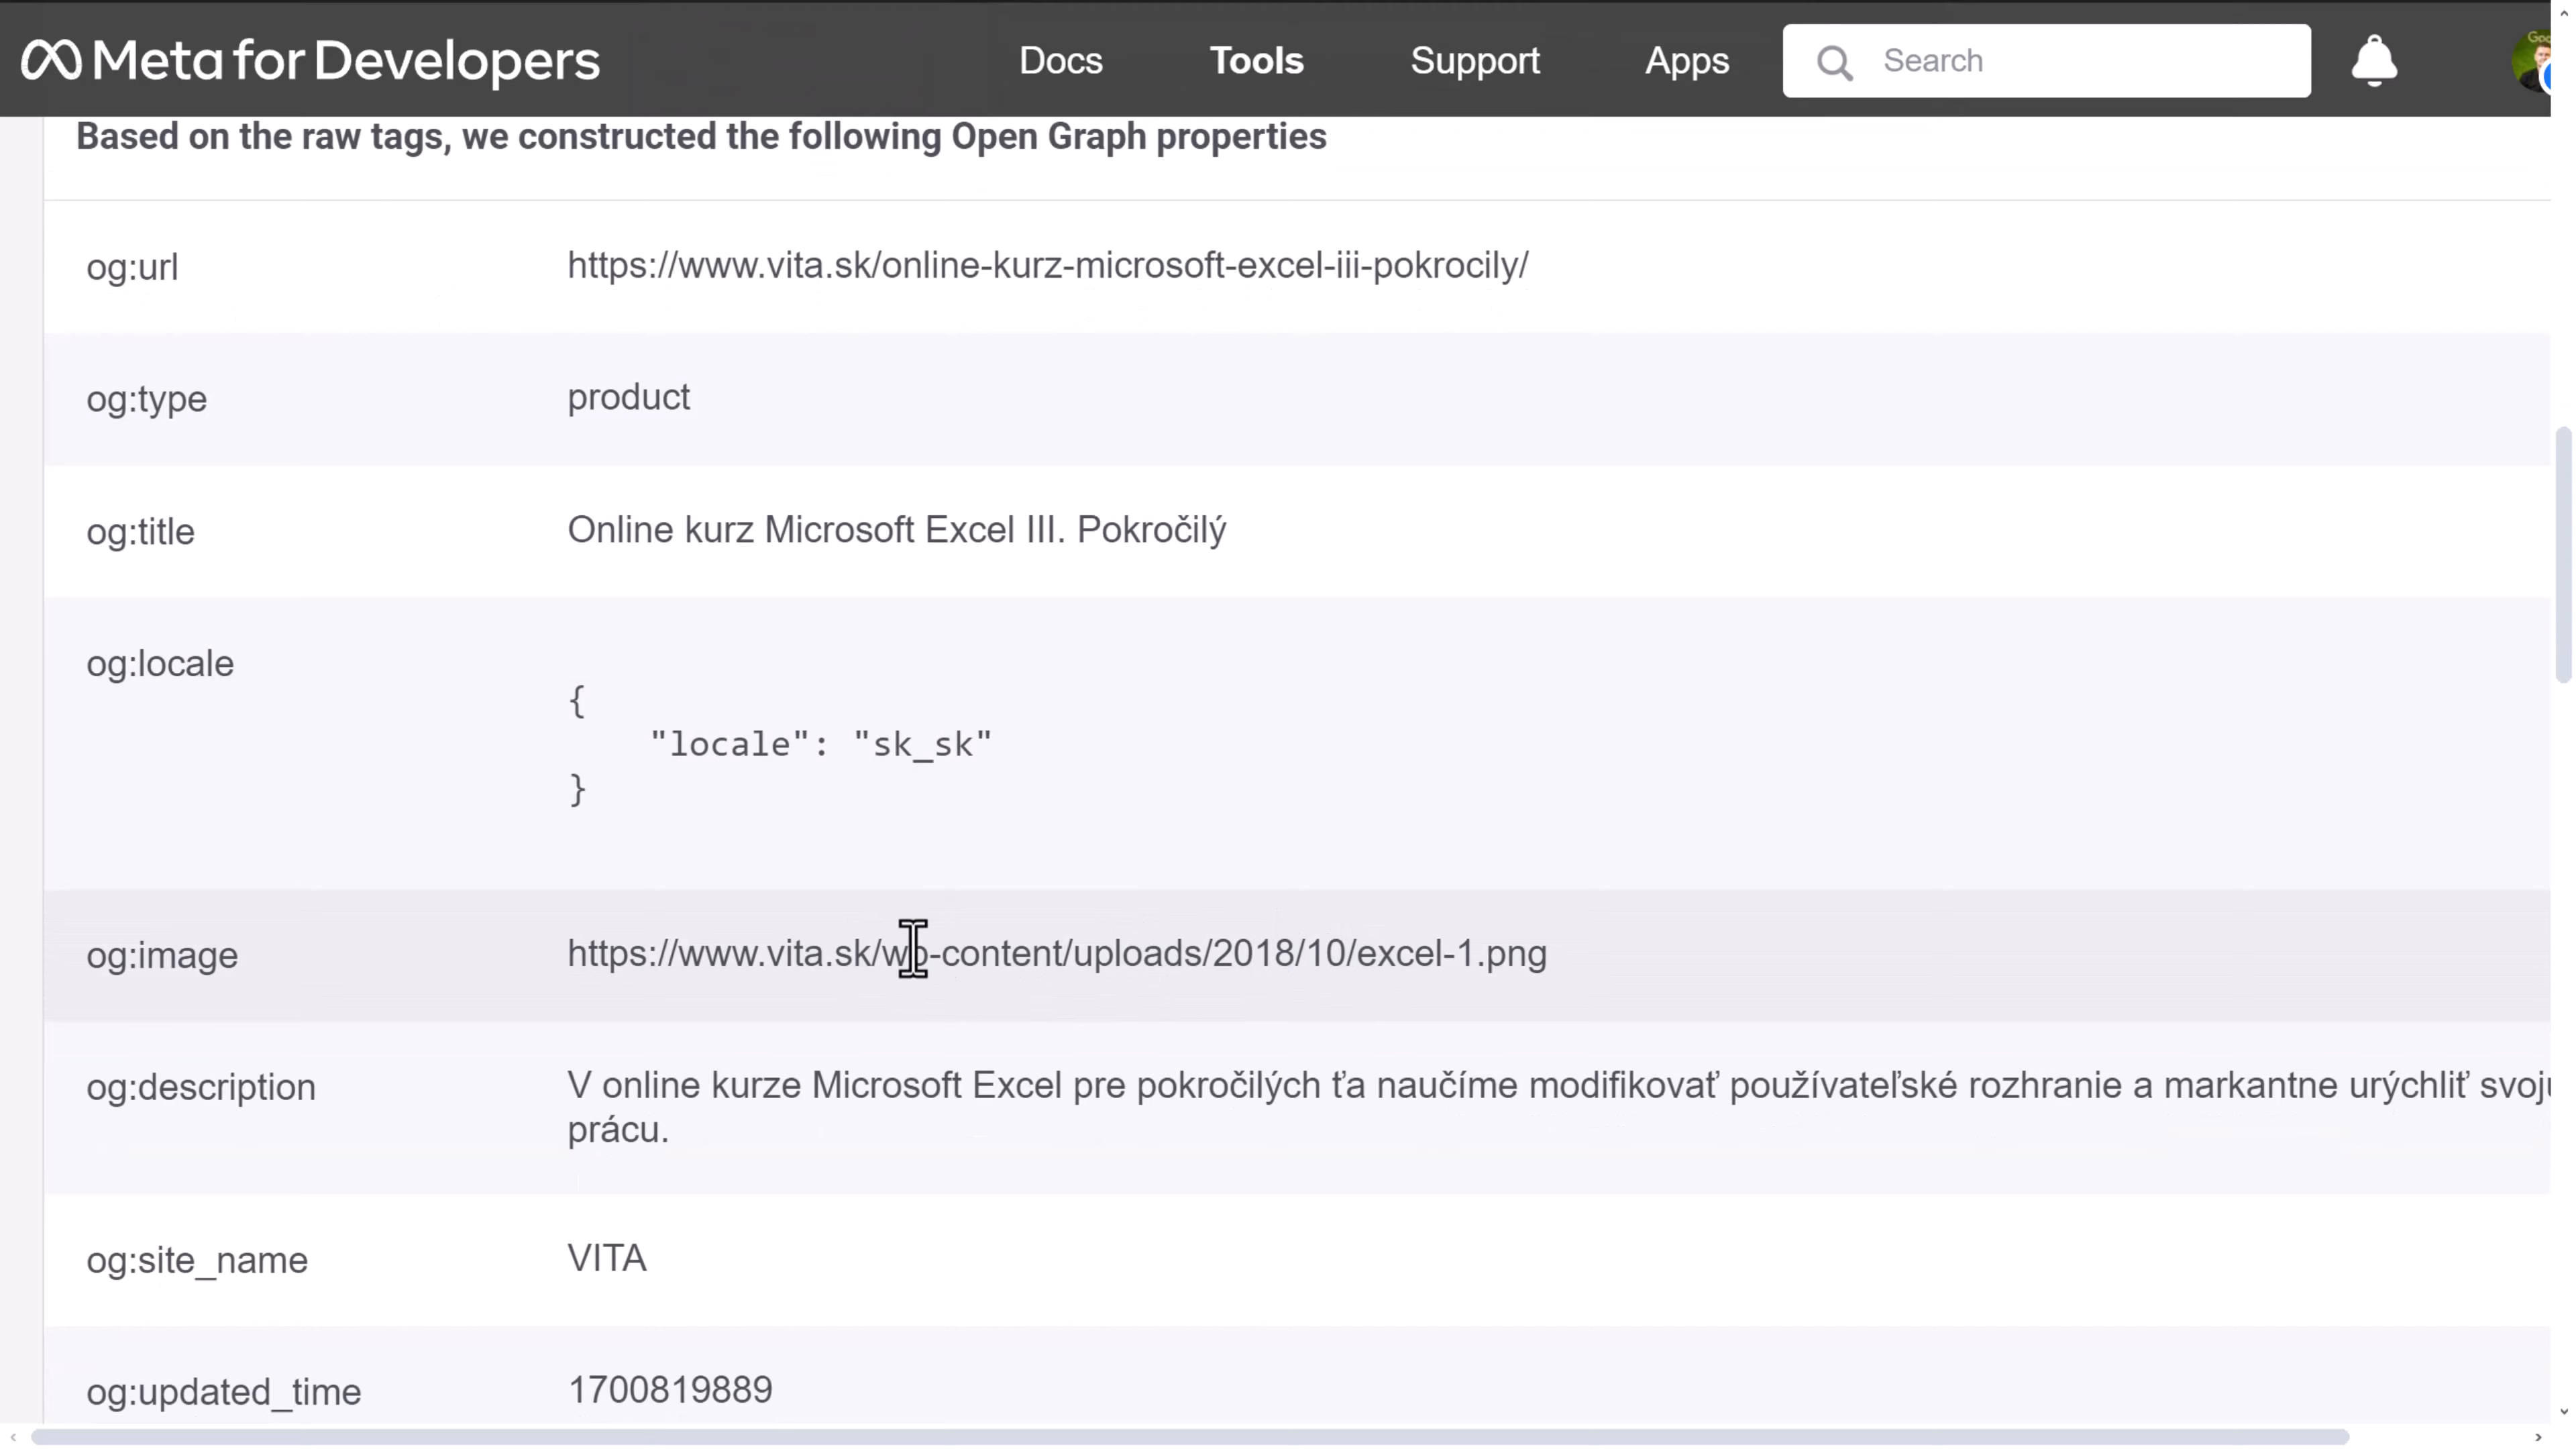 Meta for Developers Docs Tools Support Apps Search
Based on the raw tags, we constructed the following Open Graph properties
og:url https://www.vita.sk/online-kurz-microsoft-excel-iii-pokrocily/
og:type product
og:title Online kurz Microsoft Excel III. Pokročilý
og:locale
{
"locale": "sk_sk"
}
og:image https://www.vita.sk/wp-content/uploads/2018/10/excel-1.png
og:description V online kurze Microsoft Excel pre pokročilých ťa naučíme modifikovať používateľské rozhranie a markantne urýchliť svoju
prácu.
og:site_name VITA
og:updated_time 1700819889